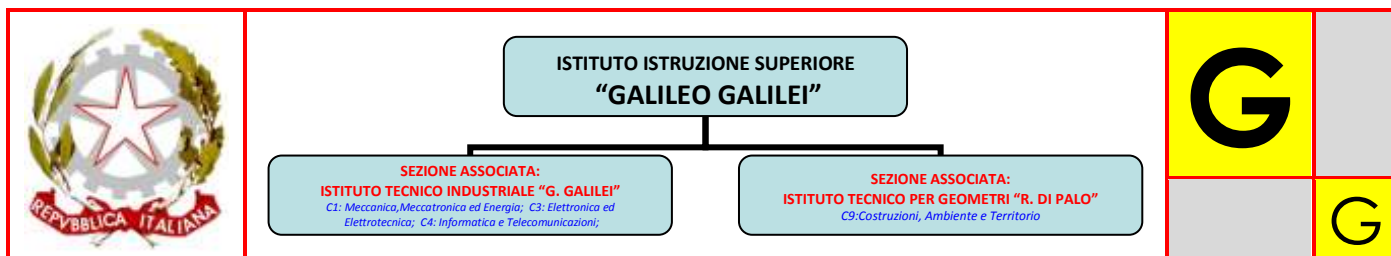 ISTITUTO ISTRUZIONE SUPERIORE
“GALILEO GALILEI”
SEZIONE ASSOCIATA:
ISTITUTO TECNICO INDUSTRIALE “G. GALILEI”
C1: Meccanica,Meccatronica ed Energia; C3: Elettronica ed
Elettrotecnica; C4: Informatica e Telecomunicazioni;
SEZIONE ASSOCIATA:
ISTITUTO TECNICO PER GEOMETRI “R. DI PALO”
C9:Costruzioni, Ambiente e Territorio
REPVBBLICA ITALIANA
G
G